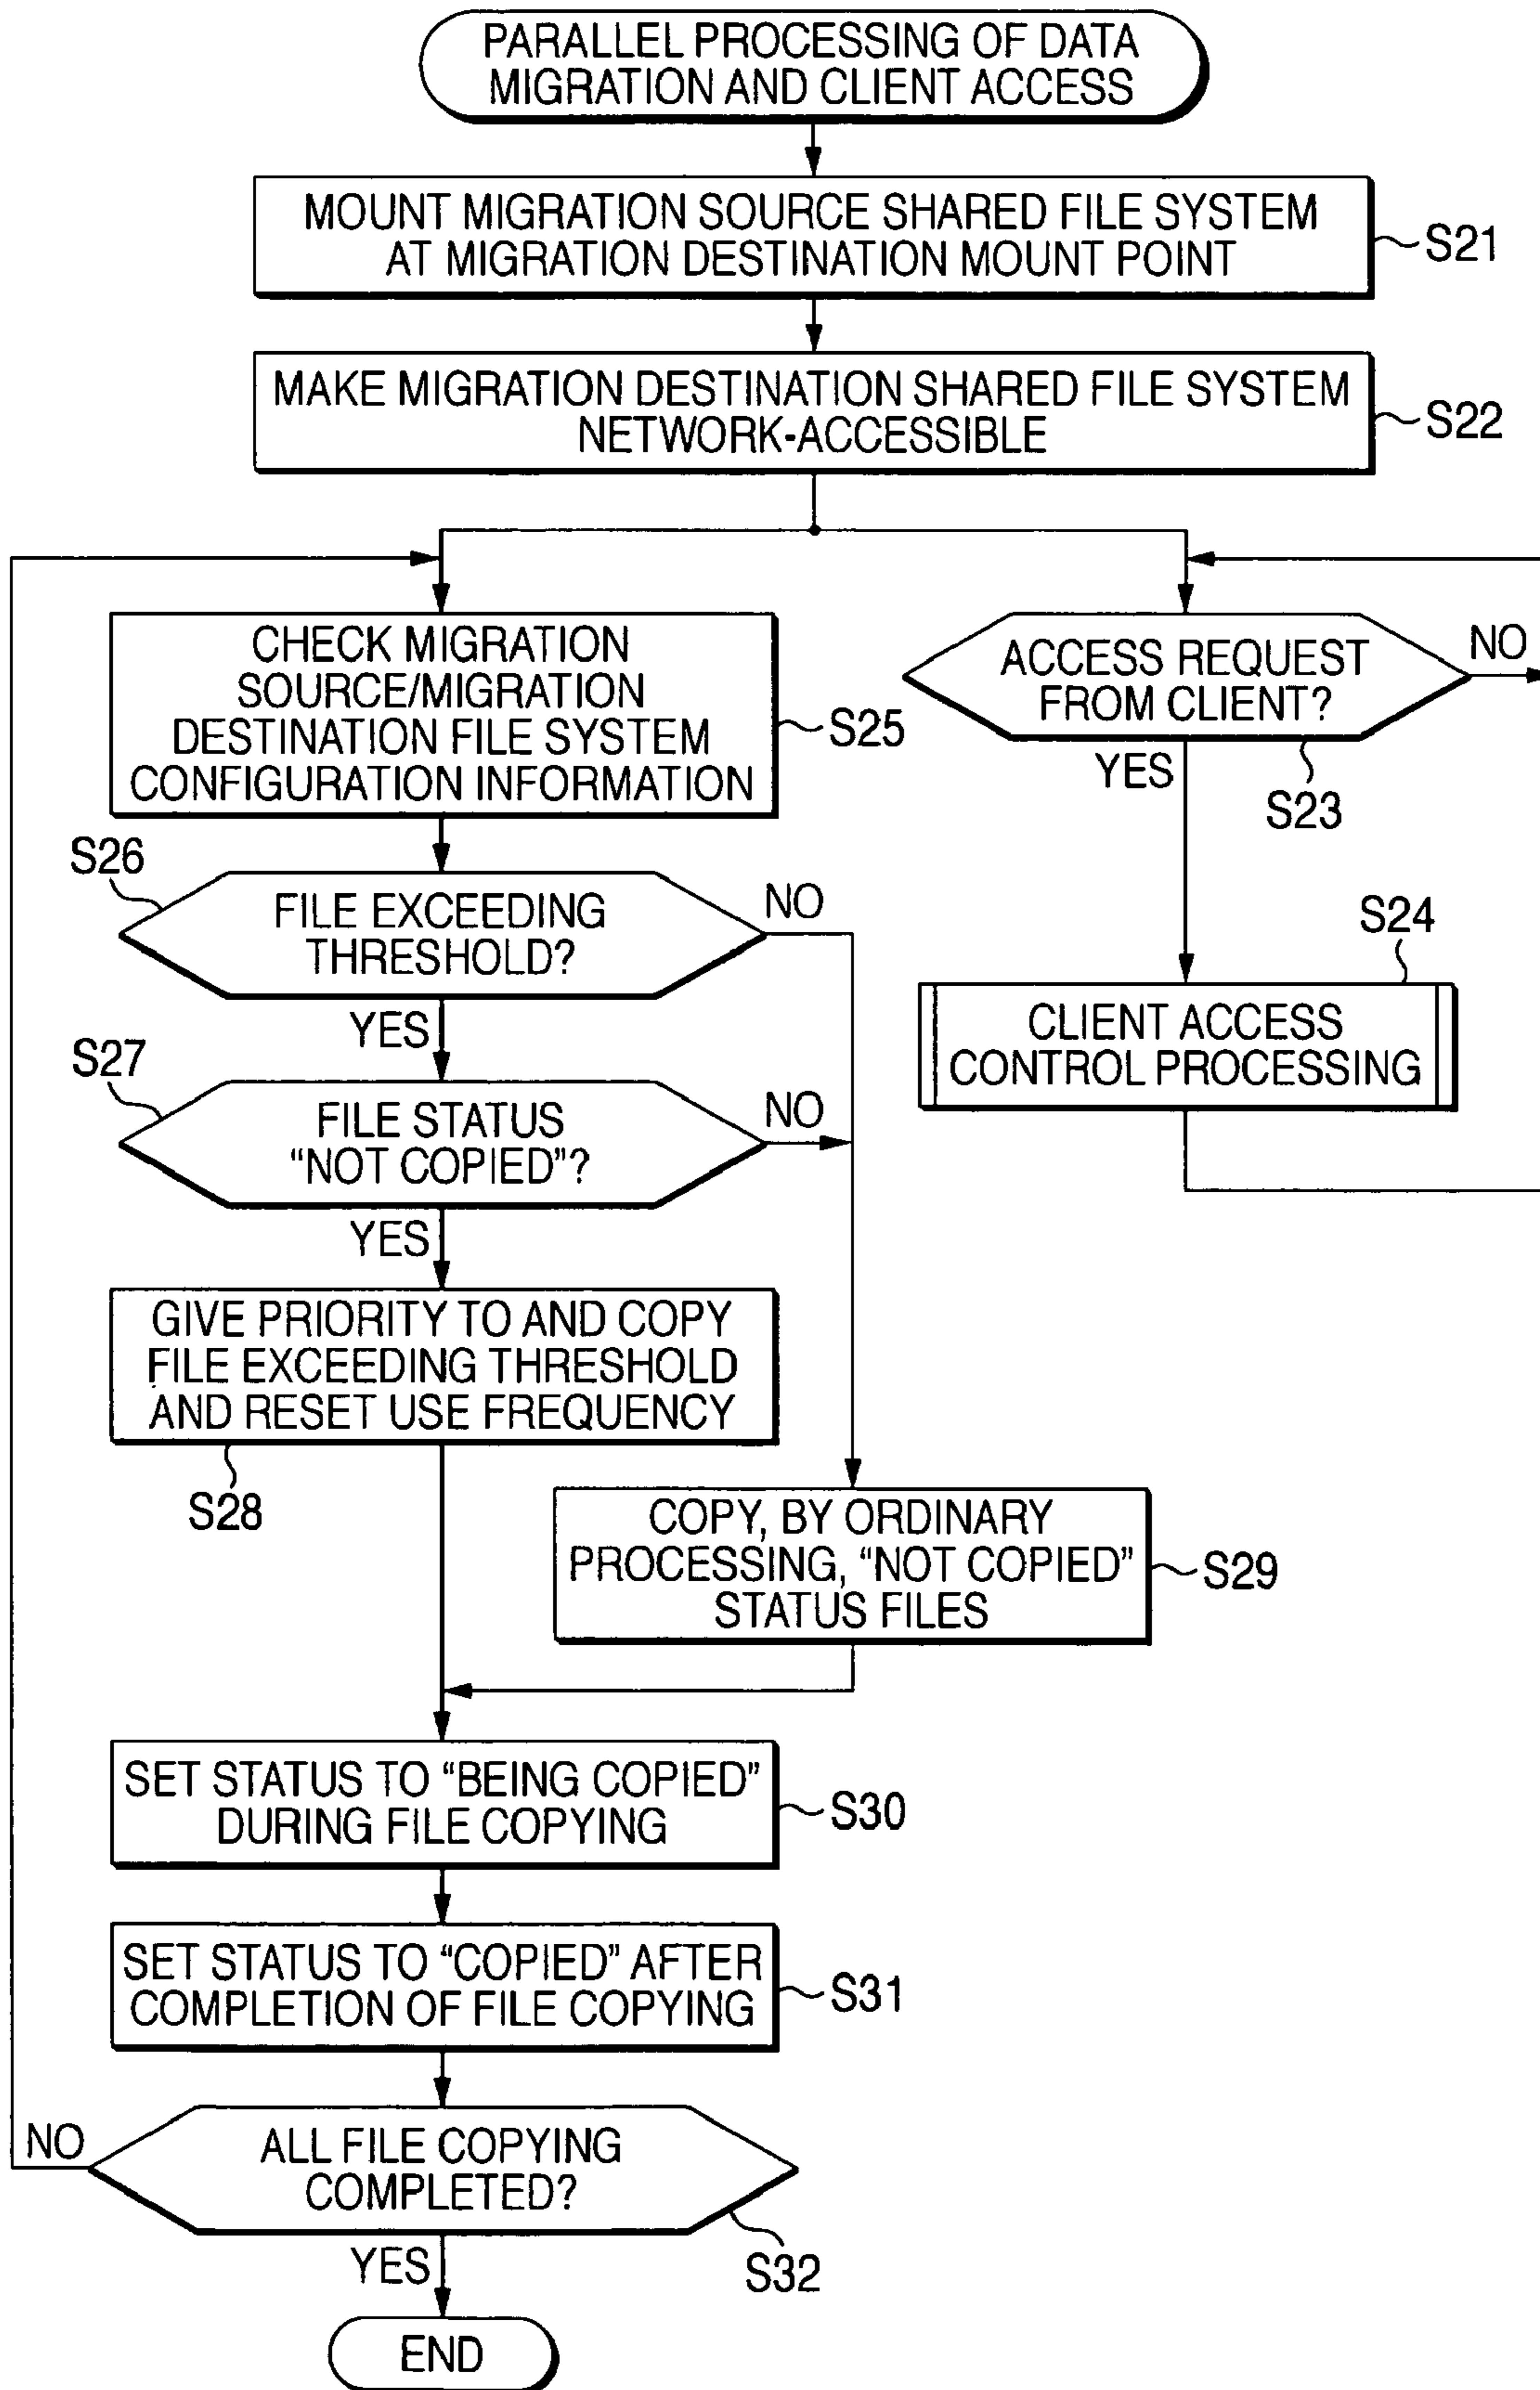 PARALLEL PROCESSING OF DATA
MIGRATION AND CLIENT ACCESS
MOUNT MIGRATION SOURCE SHARED FILE SYSTEM
AT MIGRATION DESTINATION MOUNT POINT
S21
MAKE MIGRATION DESTINATION SHARED FILE SYSTEM
NETWORK-ACCESSIBLE
S22
CHECK MIGRATION
SOURCE/MIGRATION
DESTINATION FILE SYSTEM
CONFIGURATION INFORMATION
S25
ACCESS REQUEST
FROM CLIENT?
NO
YES
S23
S26
FILE EXCEEDING
THRESHOLD?
NO
YES
S24
CLIENT ACCESS
CONTROL PROCESSING
S27
FILE STATUS
“NOT COPIED”?
NO
YES
GIVE PRIORITY TO AND COPY
FILE EXCEEDING THRESHOLD
AND RESET USE FREQUENCY
S28
COPY, BY ORDINARY
PROCESSING, “NOT COPIED”
STATUS FILES
S29
SET STATUS TO “BEING COPIED”
DURING FILE COPYING
S30
SET STATUS TO “COPIED” AFTER
COMPLETION OF FILE COPYING
S31
NO
ALL FILE COPYING
COMPLETED?
YES
S32
END